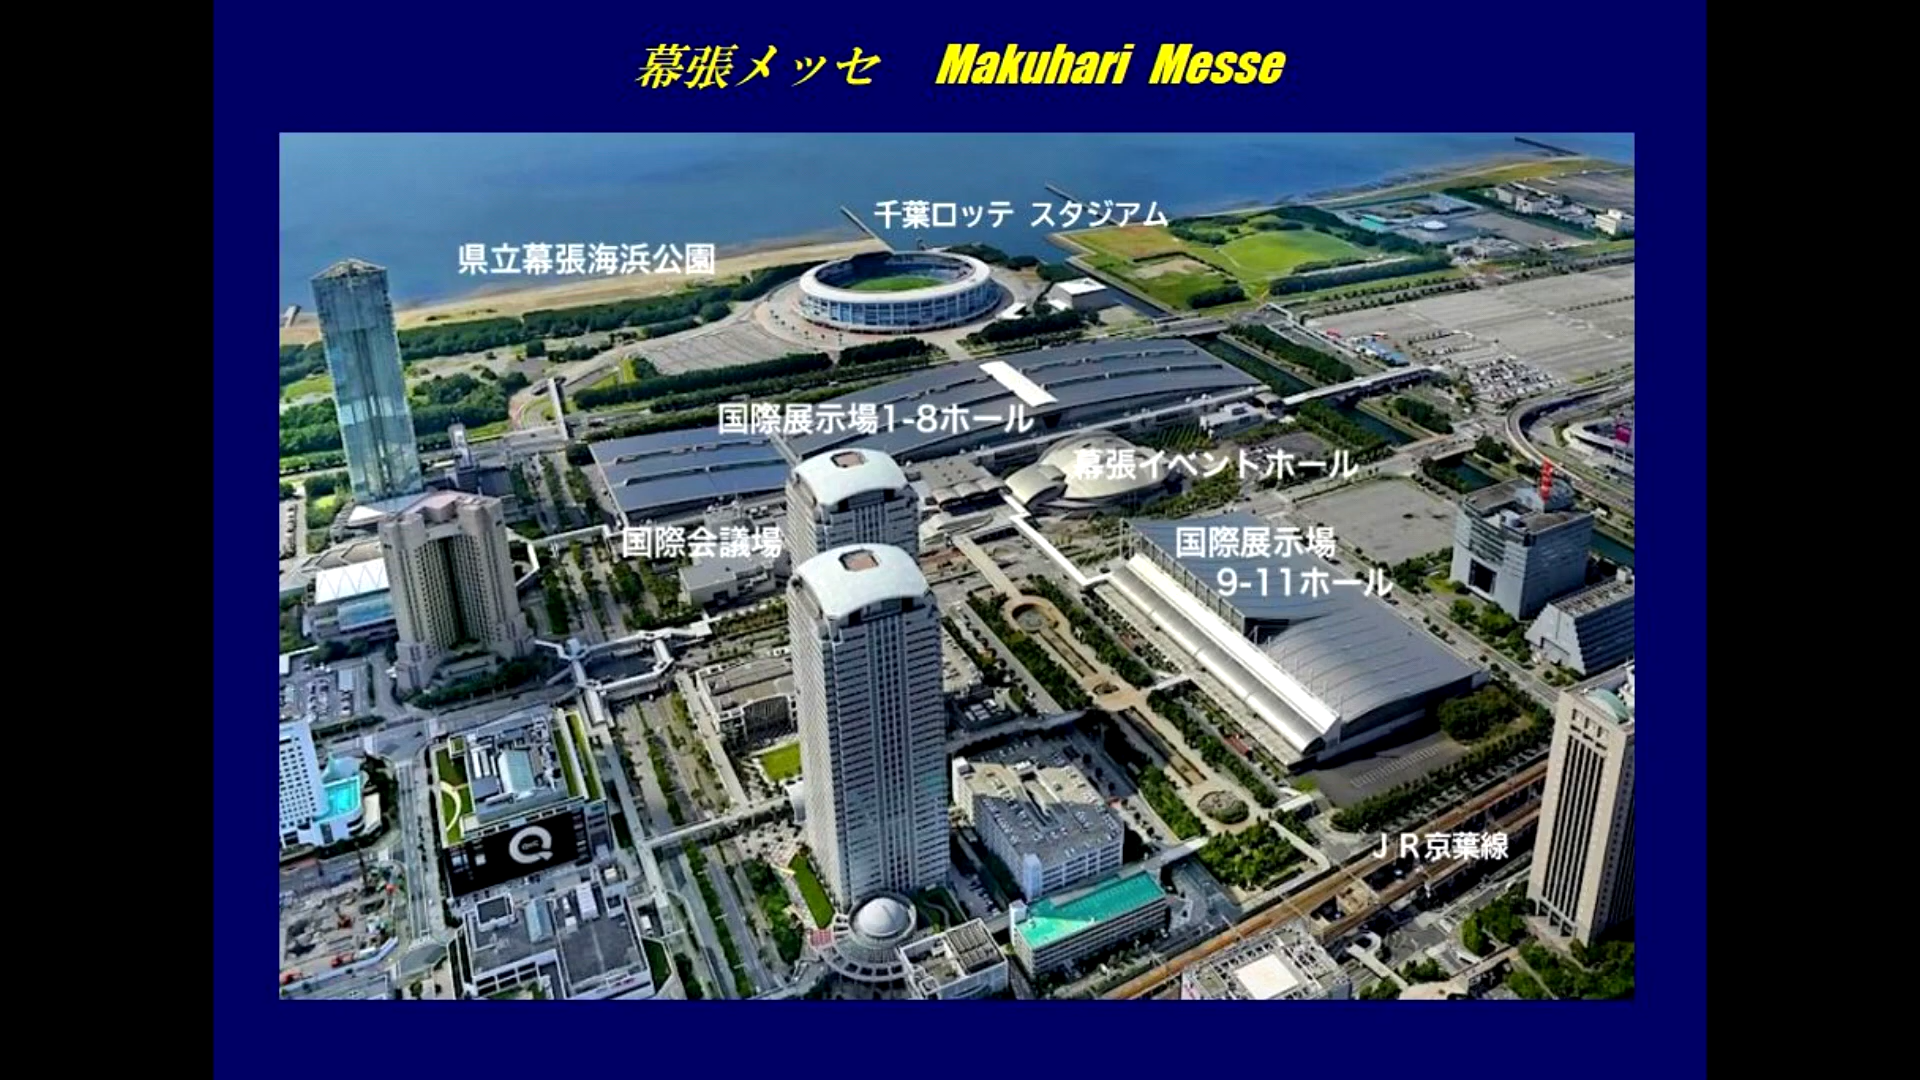 幕張メッセ Makuhari Messe
千葉ロッテ スタジアム
県立幕張海浜公園
国際展示場1-8ホール
幕張イベントホール
国際会議場
国際展示場
9-11ホール
ＪＲ京葉線